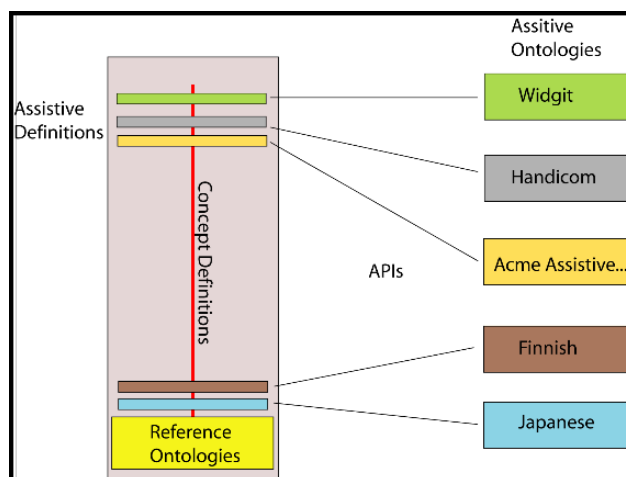 Assitive
Ontologies
Widgit
Assistive
Definitions
Handicom
Concept Definitions
APIs
Acme Assistive...
Finnish
Japanese
Reference
Ontologies